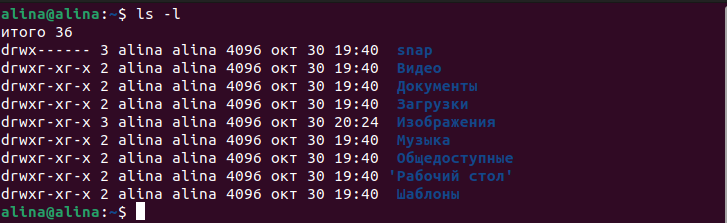 alina@alina:~$ ls -l
итого 36
drwx------ 3 alina alina 4096 окт 30 19:40  snap
drwxr-xr-x 2 alina alina 4096 окт 30 19:40  Видео
drwxr-xr-x 2 alina alina 4096 окт 30 19:40  Документы
drwxr-xr-x 2 alina alina 4096 окт 30 19:40  Загрузки
drwxr-xr-x 3 alina alina 4096 окт 30 20:24  Изображения
drwxr-xr-x 2 alina alina 4096 окт 30 19:40  Музыка
drwxr-xr-x 2 alina alina 4096 окт 30 19:40  Общедоступные
drwxr-xr-x 2 alina alina 4096 окт 30 19:40 'Рабочий стол'
drwxr-xr-x 2 alina alina 4096 окт 30 19:40  Шаблоны
alina@alina:~$